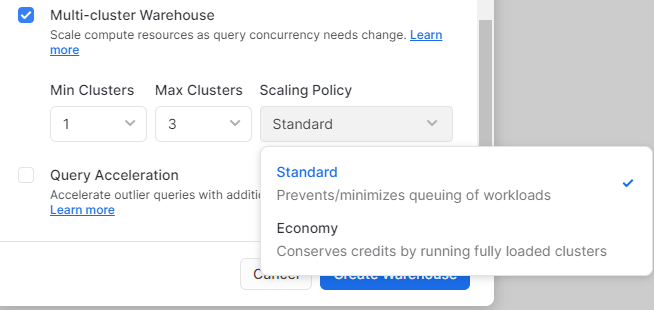 Multi-cluster Warehouse
Scale compute resources as query concurrency needs change. Learn
more
Min Clusters Max Clusters Scaling Policy
1 3 Standard
Query Acceleration
Accelerate outlier queries with
Learn more
Standard
Prevents/minimizes queuing of workloads
Economy
Conserves credits by running fully loaded clusters
Cancel Create Warehouse